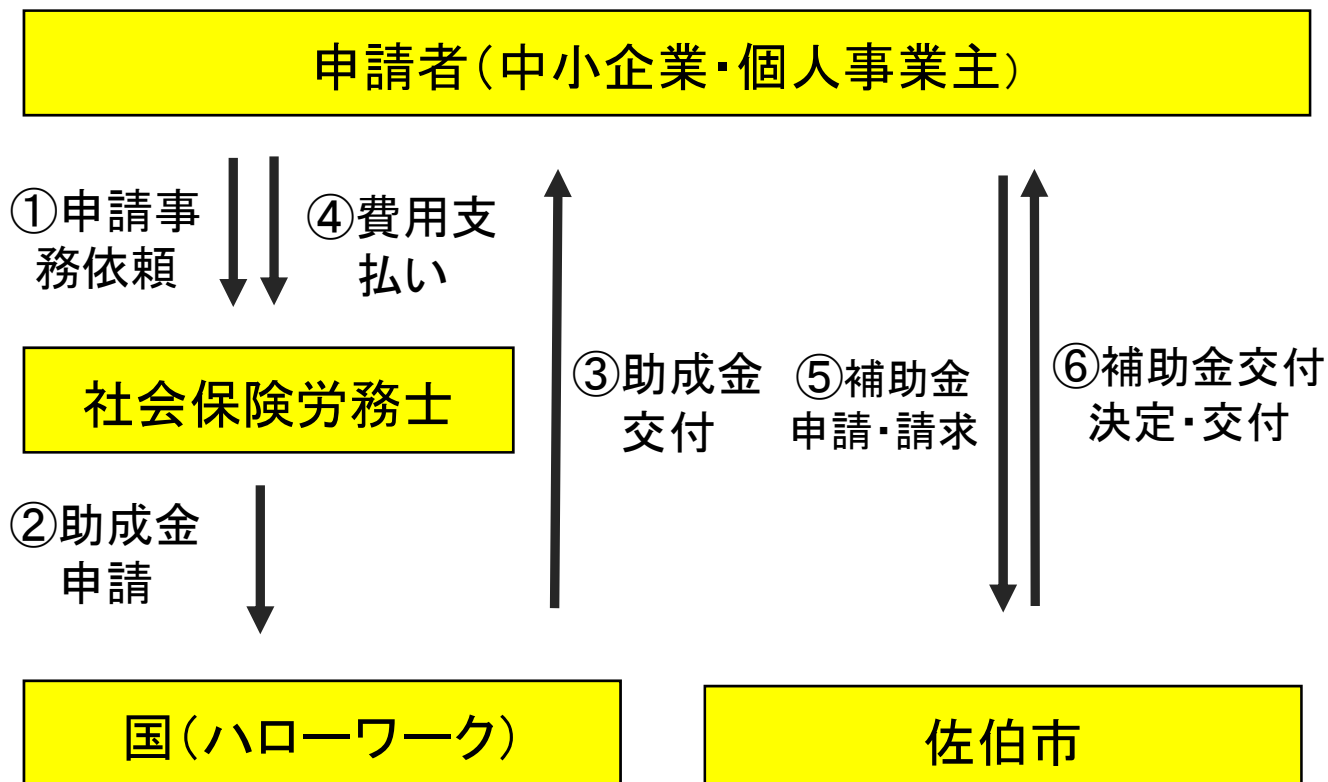 申請者(中小企業・個人事業主)
①申請事
務依頼
④費用支
払い
社会保険労務士
③助成金
交付
⑤補助金
申請・請求
⑥補助金交付
決定・交付
②助成金
申請
国(ハローワーク)
佐伯市